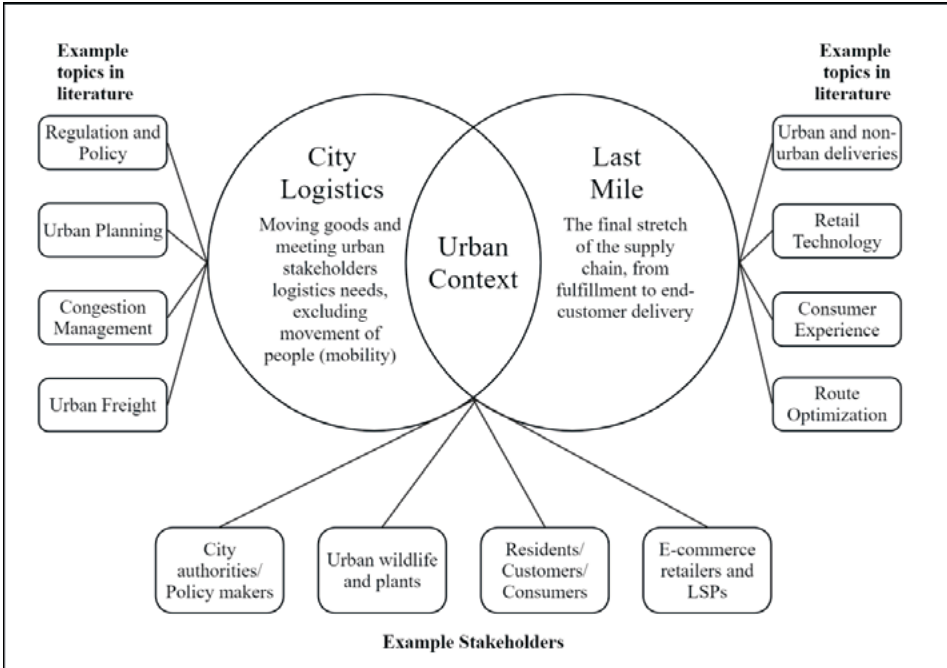 Example
topics in
literature
Regulation and
Policy
Urban Planning
Congestion
Management
Urban Freight
City
Logistics
Moving goods and
meeting urban
stakeholders
logistics needs,
excluding
movement of
people (mobility)
Urban
Context
Last
Mile
The final stretch
of the supply
chain, from
fulfillment to end-
customer delivery
Example
topics in
literature
Urban and non-
urban deliveries
Retail
Technology
Consumer
Experience
Route
Optimization
City
authorities/
Policy makers
Urban wildlife
and plants
Residents/
Customers/
Consumers
E-commerce
retailers and
LSPs
Example Stakeholders